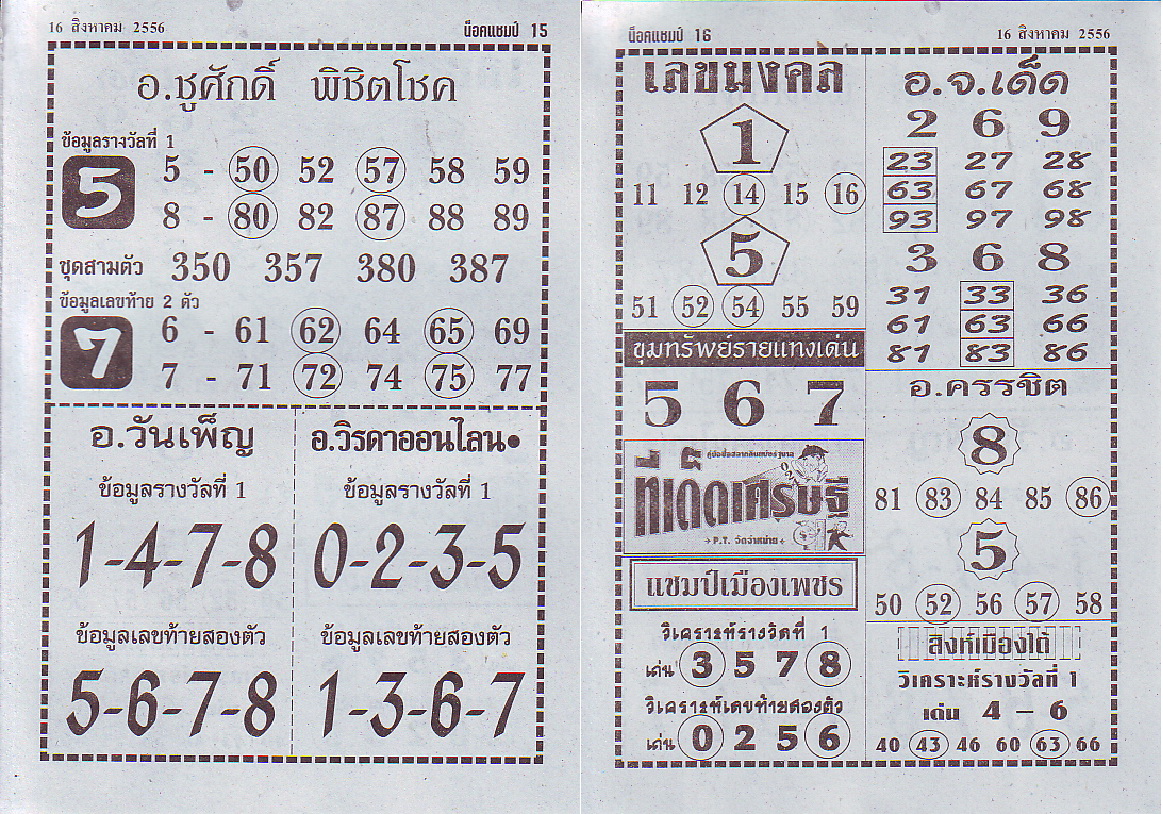 16 สิงหาคม 2556
น็อคแชมป์ 15
อ.ชูศักดิ์ พิชิตโชค
ข้อมูลรางวัลที่ 1
5
5 - 50 52 57 58 59
8 - 80 82 87 88 89
ชุดสามตัว 350 357 380 387
ข้อมูลเลขท้าย 2 ตัว
7
6 - 61 62 64 65 69
7 - 71 72 74 75 77
อ.วันเพ็ญ
ข้อมูลรางวัลที่ 1
1-4-7-8
ข้อมูลเลขท้ายสองตัว
5-6-7-8
อ.วิรดาออนไลน์
ข้อมูลรางวัลที่ 1
0-2-3-5
ข้อมูลเลขท้ายสองตัว
1-3-6-7
น็อคแชมป์ 16
16 สิงหาคม 2556
เลขมงคล
1
11 12 14 15 16
5
51 52 54 55 59
ขุมทรัพย์รายแทงเด่น
5 6 7
ที่เด็ดเศรษฐี
แชมป์เมืองเพชร
วิเคราะห์รางวัลที่ 1
เด่น 3 5 7 8
วิเคราะห์เลขท้ายสองตัว
เด่น 0 2 5 6
อ.จ.เด็ด
2 6 9
23 27 28
63 67 68
93 97 98
3 6 8
31 33 36
61 63 66
81 83 86
อ.ครรชิต
8
81 83 84 85 86
5
50 52 56 57 58
สิงห์เมืองใต้
วิเคราะห์รางวัลที่ 1
เด่น 4 - 6
40 43 46 60 63 66